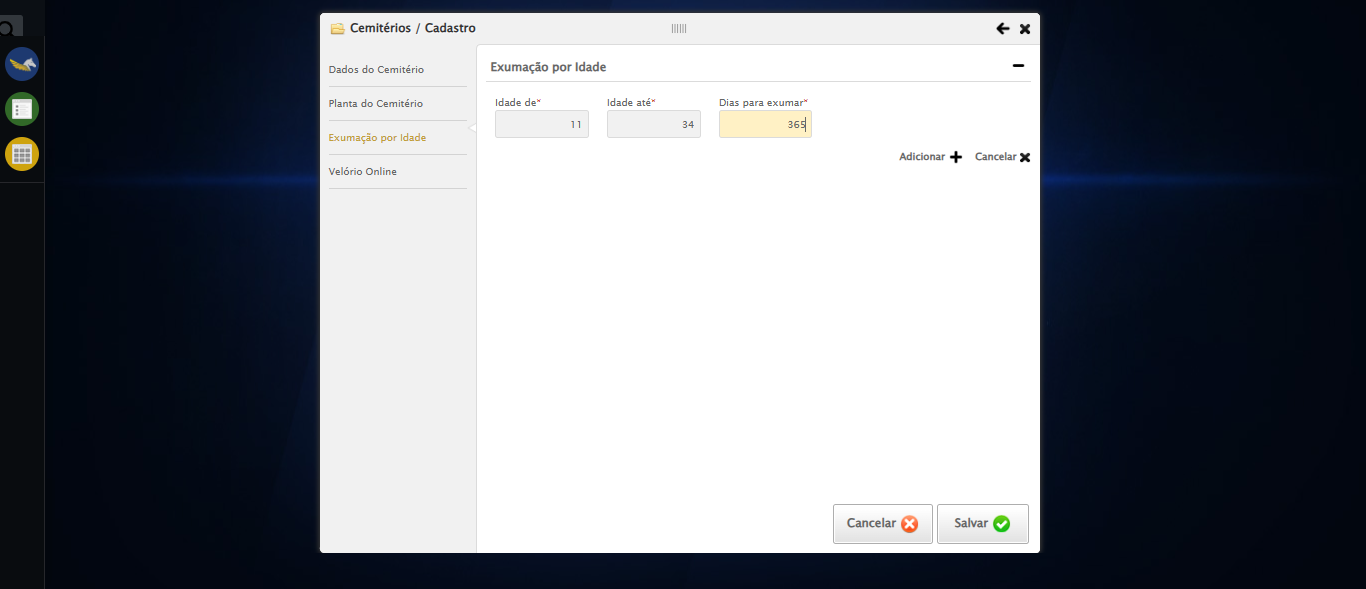 Cemitérios / Cadastro
Dados do Cemitério
Planta do Cemitério
Exumação por Idade
Velório Online
Exumação por Idade
Idade de* Idade até* Dias para exumar*
11 34 365
Adicionar Cancelar
Cancelar Salvar